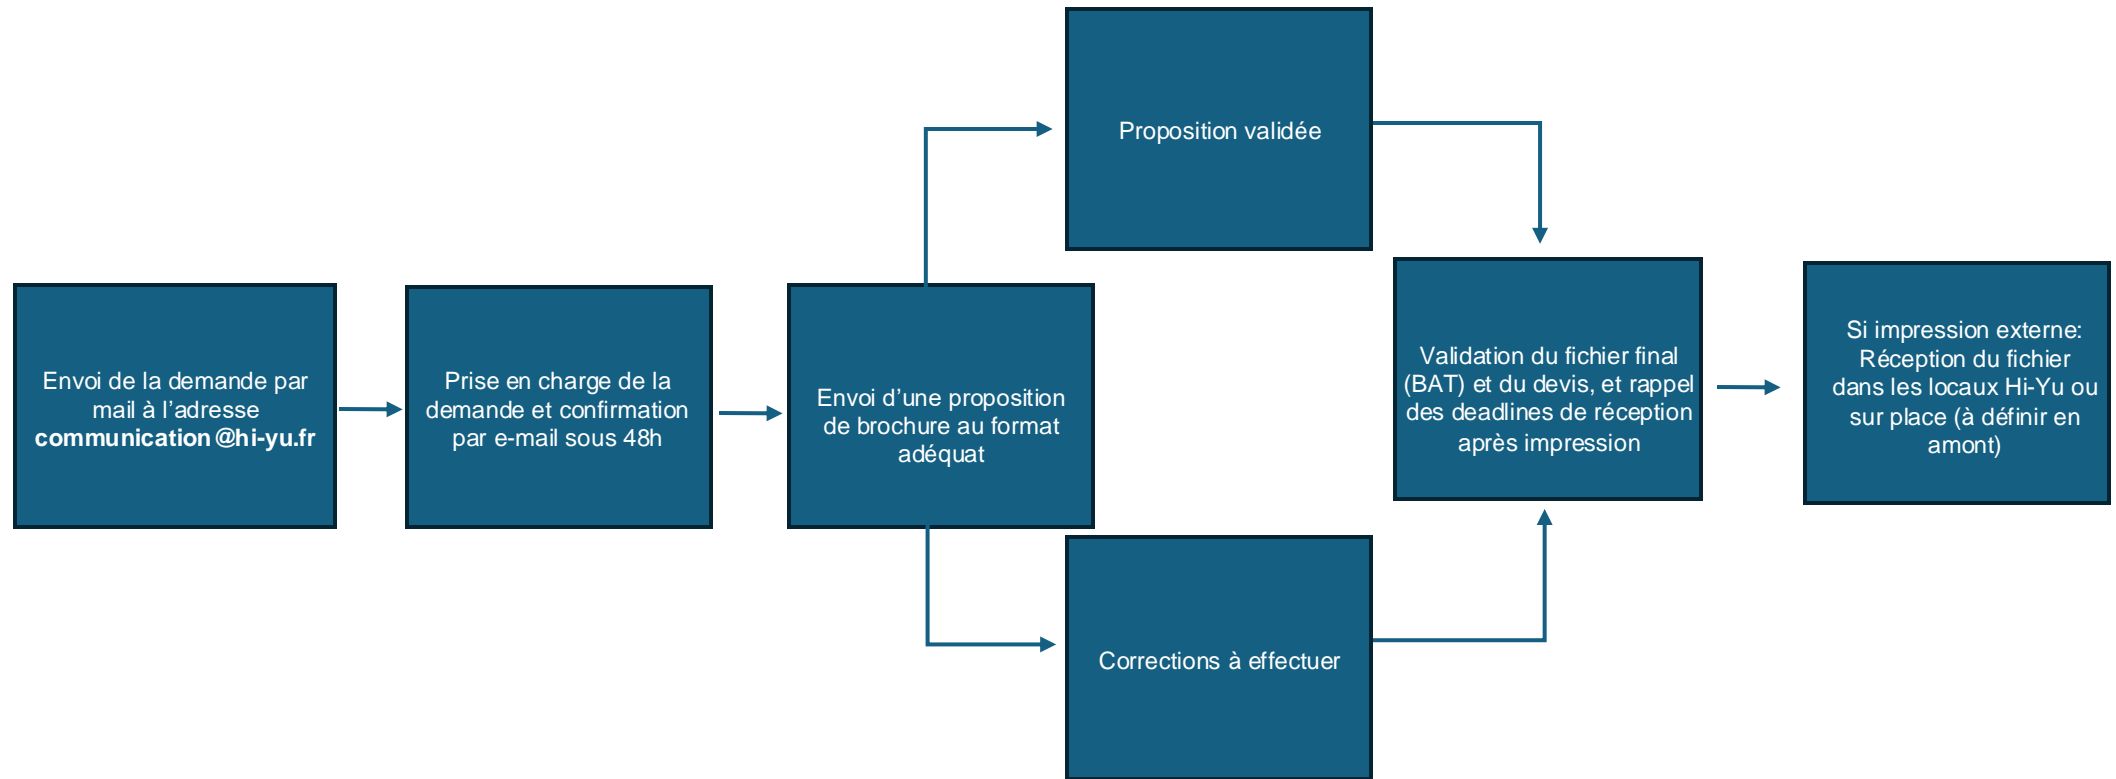 Envoi de la demande par
mail à l’adresse
communication@hi-yu.fr
Prise en charge de la
demande et confirmation
par e-mail sous 48h
Envoi d’une proposition
de brochure au format
adéquat
Proposition validée
Corrections à effectuer
Validation du fichier final
(BAT) et du devis, et rappel
des deadlines de réception
après impression
Si impression externe:
Réception du fichier
dans les locaux Hi-Yu ou
sur place (à définir en
amont)